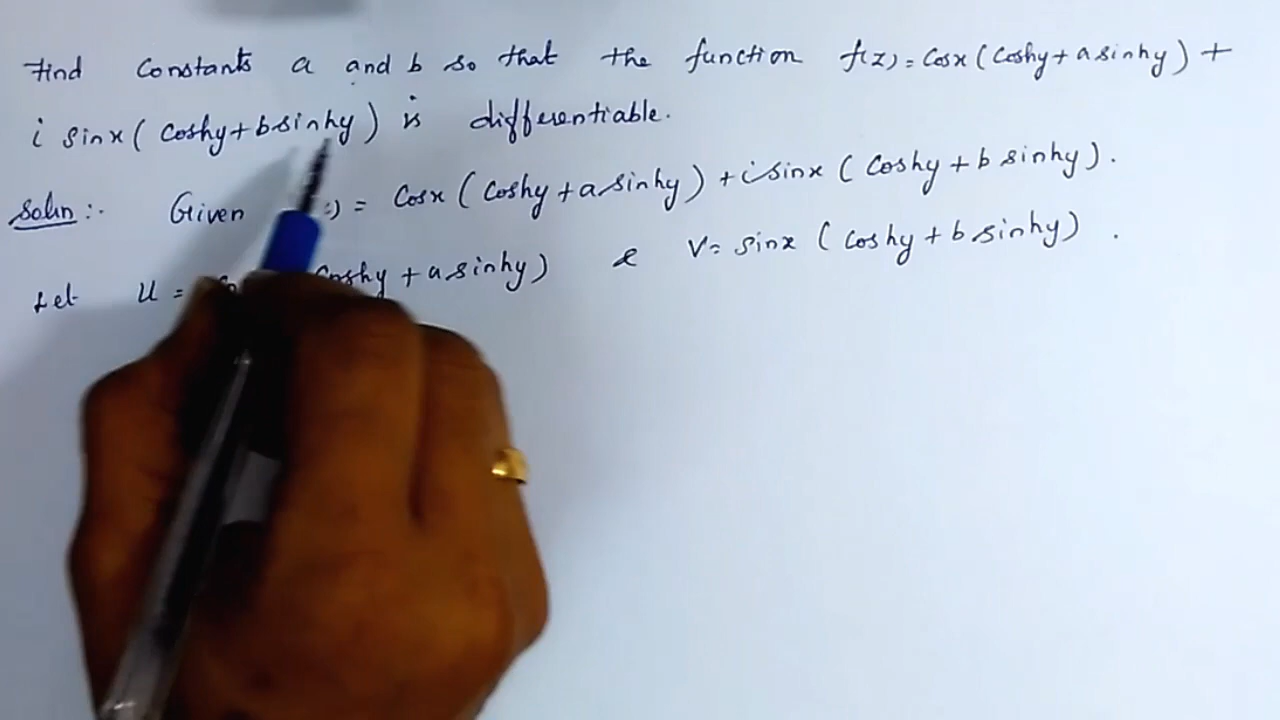 Find Constants a and b so that the function f(z) = Cosx (Coshy + a sinhy) +
i sinx ( Coshy + b sinhy ) is differentiable.
Soln :- Given ) = Cosx ( Coshy + a sinhy ) + i sinx ( Coshy + b sinhy ) .
Let u = + a sinhy ) & V = sinx ( Coshy + b sinhy ) .